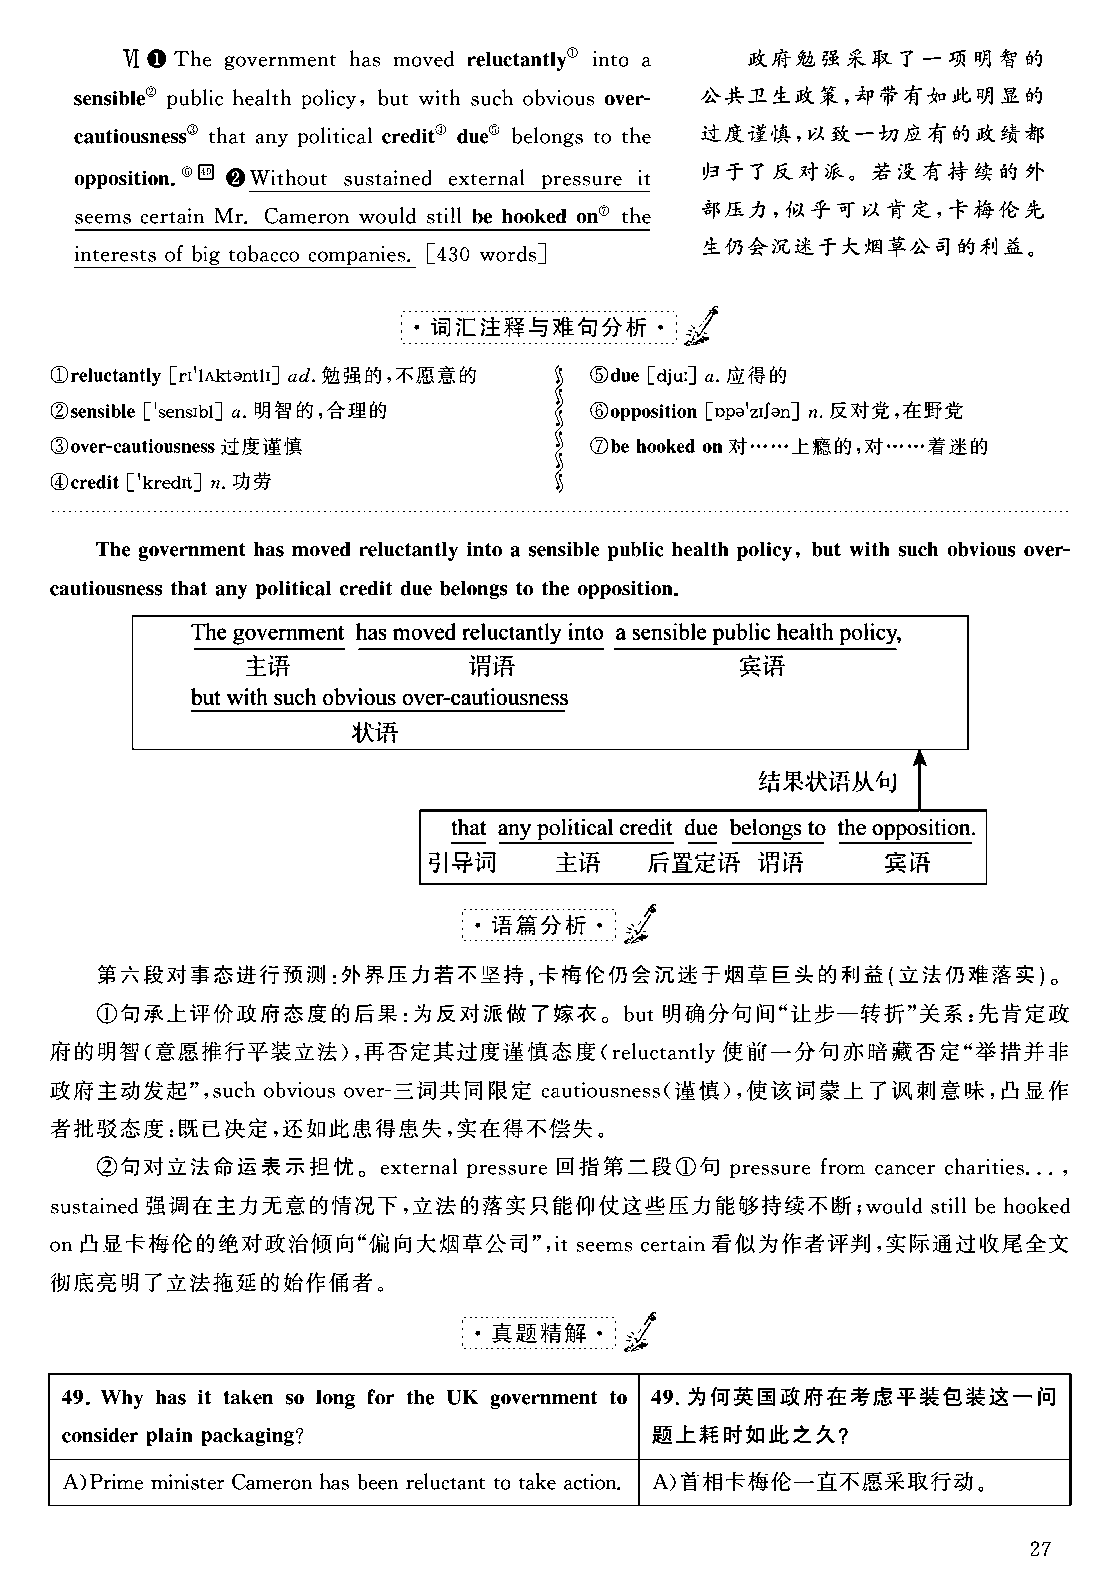 Ⅵ ❶ The government has moved reluctantly① into a
sensible② public health policy, but with such obvious over-
cautiousness③ that any political credit④ due⑤ belongs to the
opposition.⑥ 49 ❷ Without sustained external pressure it
seems certain Mr. Cameron would still be hooked on⑦ the
interests of big tobacco companies. [430 words]
政府勉强采取了一项明智的
公共卫生政策,却带有如此明显的
过度谨慎,以致一切应有的政绩都
归于了反对派。若没有持续的外
部压力,似乎可以肯定,卡梅伦先
生仍会沉迷于大烟草公司的利益。
·词汇注释与难句分析·
①reluctantly [rɪˈlʌktəntlɪ] ad. 勉强的,不愿意的
②sensible [ˈsensɪbl] a. 明智的,合理的
③over-cautiousness 过度谨慎
④credit [ˈkredɪt] n. 功劳
⑤due [djuː] a. 应得的
⑥opposition [ɒpəˈzɪʃən] n. 反对党,在野党
⑦be hooked on 对……上瘾的,对……着迷的
The government has moved reluctantly into a sensible public health policy, but with such obvious over-
cautiousness that any political credit due belongs to the opposition.
The government has moved reluctantly into a sensible public health policy,
主语 谓语 宾语
but with such obvious over-cautiousness
状语
结果状语从句
that any political credit due belongs to the opposition.
引导词 主语 后置定语 谓语 宾语
·语篇分析·
第六段对事态进行预测:外界压力若不坚持,卡梅伦仍会沉迷于烟草巨头的利益(立法仍难落实)。
①句承上评价政府态度的后果:为反对派做了嫁衣。but 明确分句间“让步—转折”关系:先肯定政
府的明智(意愿推行平装立法),再否定其过度谨慎态度(reluctantly 使前一分句亦暗藏否定“举措并非
政府主动发起”,such obvious over-三词共同限定 cautiousness(谨慎),使该词蒙上了讽刺意味,凸显作
者批驳态度:既已决定,还如此患得患失,实在得不偿失。
②句对立法命运表示担忧。external pressure 回指第二段①句 pressure from cancer charities...,
sustained 强调在主力无意的情况下,立法的落实只能仰仗这些压力能够持续不断;would still be hooked
on 凸显卡梅伦的绝对政治倾向“偏向大烟草公司”,it seems certain 看似为作者评判,实际通过收尾全文
彻底亮明了立法拖延的始作俑者。
·真题精解·
49. Why has it taken so long for the UK government to
consider plain packaging?
49. 为何英国政府在考虑平装包装这一问
题上耗时如此之久?
A)Prime minister Cameron has been reluctant to take action.
A)首相卡梅伦一直不愿采取行动。
27